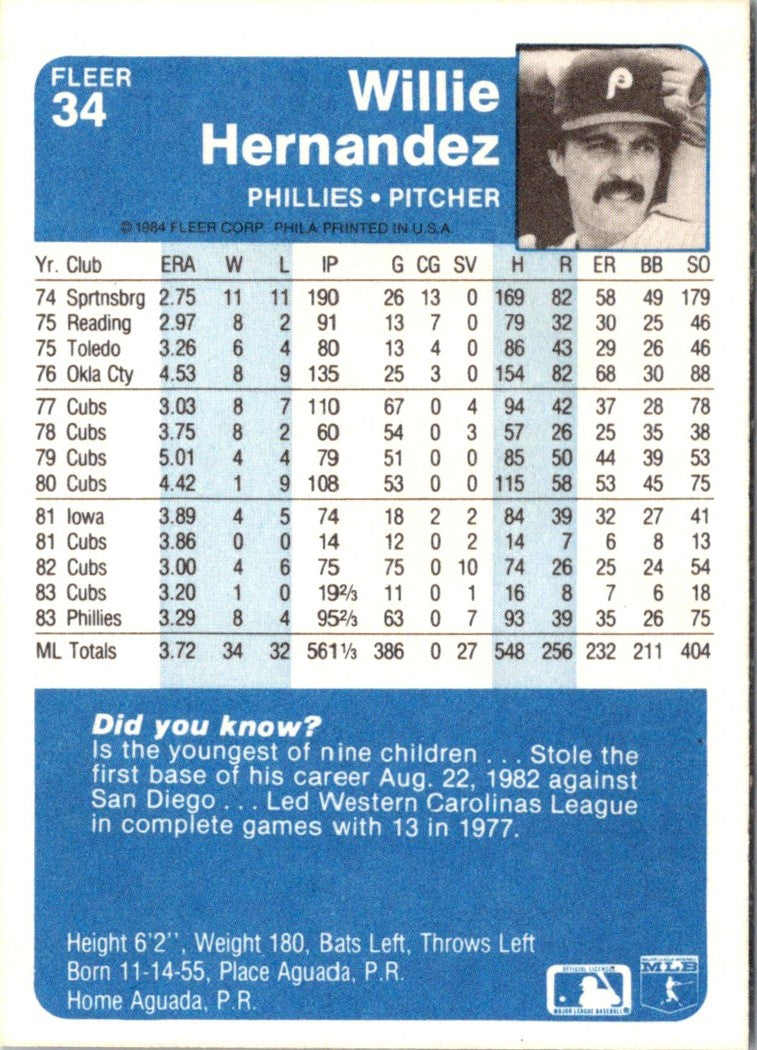 FLEER
34
Willie
Hernandez
PHILLIES • PITCHER
© 1984 FLEER CORP. PHILA PRINTED IN U.S.A.
P
Yr. Club ERA W L IP G CG SV H R ER BB SO
74 Sprtnsbrg 2.75 11 11 190 26 13 0 169 82 58 49 179
75 Reading 2.97 8 2 91 13 7 0 79 32 30 25 46
75 Toledo 3.26 6 4 80 13 4 0 86 43 29 26 46
76 Okla Cty 4.53 8 9 135 25 3 0 154 82 68 30 88
77 Cubs 3.03 8 7 110 67 0 4 94 42 37 28 78
78 Cubs 3.75 8 2 60 54 0 3 57 26 25 35 38
79 Cubs 5.01 4 4 79 51 0 0 85 50 44 39 53
80 Cubs 4.42 1 9 108 53 0 0 115 58 53 45 75
81 Iowa 3.89 4 5 74 18 2 2 84 39 32 27 41
81 Cubs 3.86 0 0 14 12 0 2 14 7 6 8 13
82 Cubs 3.00 4 6 75 75 0 10 74 26 25 24 54
83 Cubs 3.20 1 0 19⅔ 11 0 1 16 8 7 6 18
83 Phillies 3.29 8 4 95⅔ 63 0 7 93 39 35 26 75
ML Totals 3.72 34 32 561⅓ 386 0 27 548 256 232 211 404
Did you know?
Is the youngest of nine children . . . Stole the
first base of his career Aug. 22, 1982 against
San Diego . . . Led Western Carolinas League
in complete games with 13 in 1977.
Height 6'2'', Weight 180, Bats Left, Throws Left
Born 11-14-55, Place Aguada, P.R.
Home Aguada, P.R.
OFFICIAL LICENSEE
MAJOR LEAGUE BASEBALL®
MAJOR LEAGUE BASEBALL
MLB